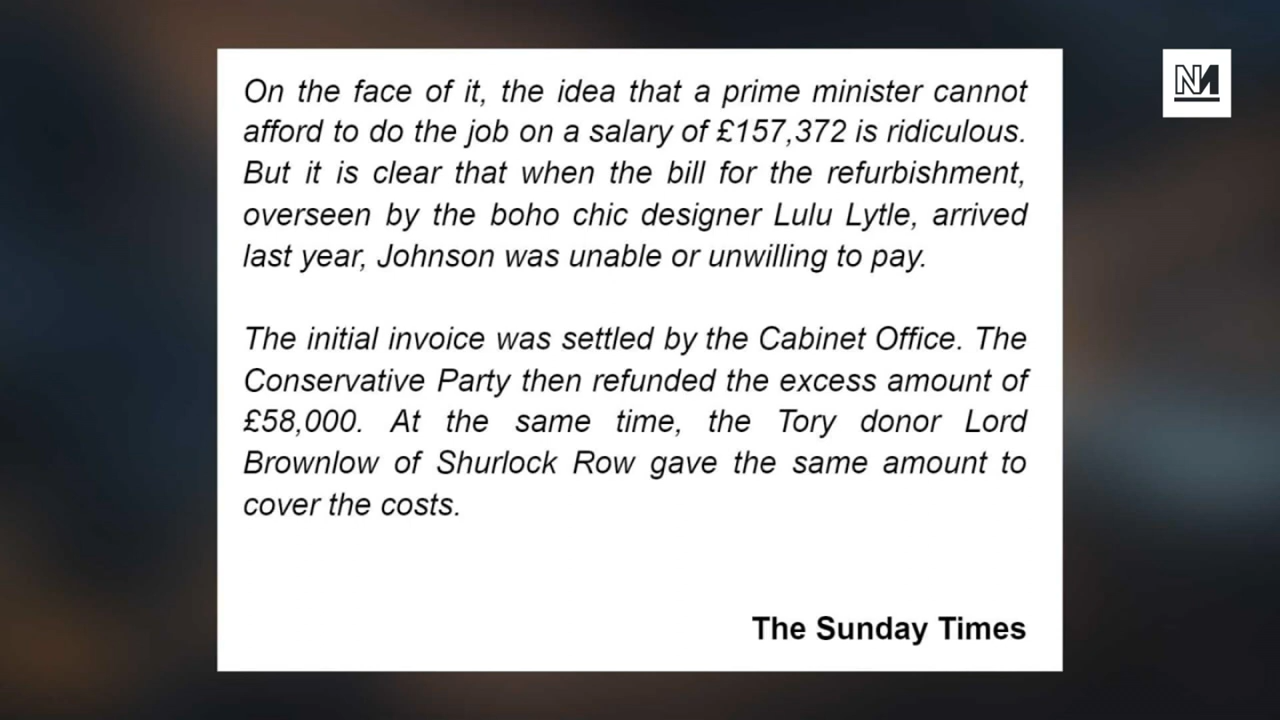 On the face of it, the idea that a prime minister cannot
afford to do the job on a salary of £157,372 is ridiculous.
But it is clear that when the bill for the refurbishment,
overseen by the boho chic designer Lulu Lytle, arrived
last year, Johnson was unable or unwilling to pay.
The initial invoice was settled by the Cabinet Office. The
Conservative Party then refunded the excess amount of
£58,000. At the same time, the Tory donor Lord
Brownlow of Shurlock Row gave the same amount to
cover the costs.
The Sunday Times
NM